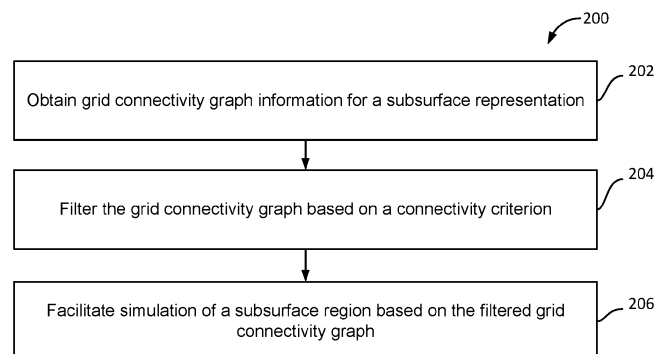 200
Obtain grid connectivity graph information for a subsurface representation
202
Filter the grid connectivity graph based on a connectivity criterion
204
Facilitate simulation of a subsurface region based on the filtered grid
connectivity graph
206